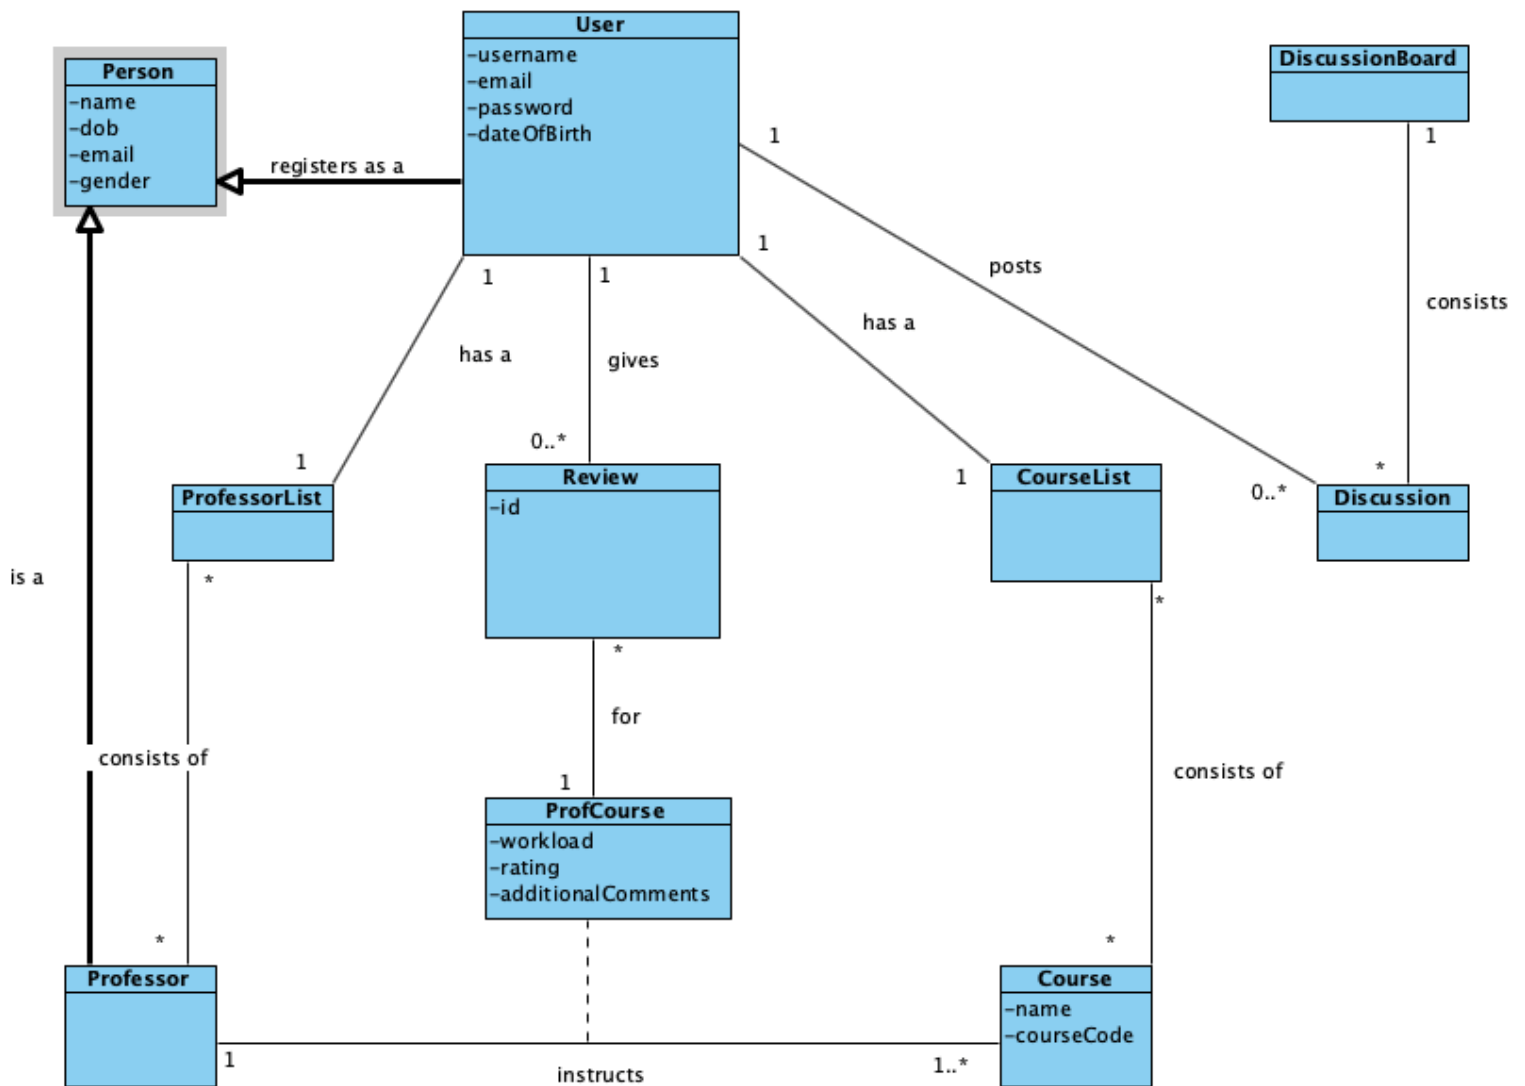 User
-username
-email
-password
-dateOfBirth
Person
-name
-dob
-email
-gender
DiscussionBoard
registers as a
1
1
1
1
1
posts
consists
has a
gives
has a
0..*
1
1
*
0..*
ProfessorList
Review
-id
CourseList
Discussion
is a
*
*
*
for
consists of
consists of
1
ProfCourse
-workload
-rating
-additionalComments
*
*
Professor
Course
-name
-courseCode
1
1..*
instructs